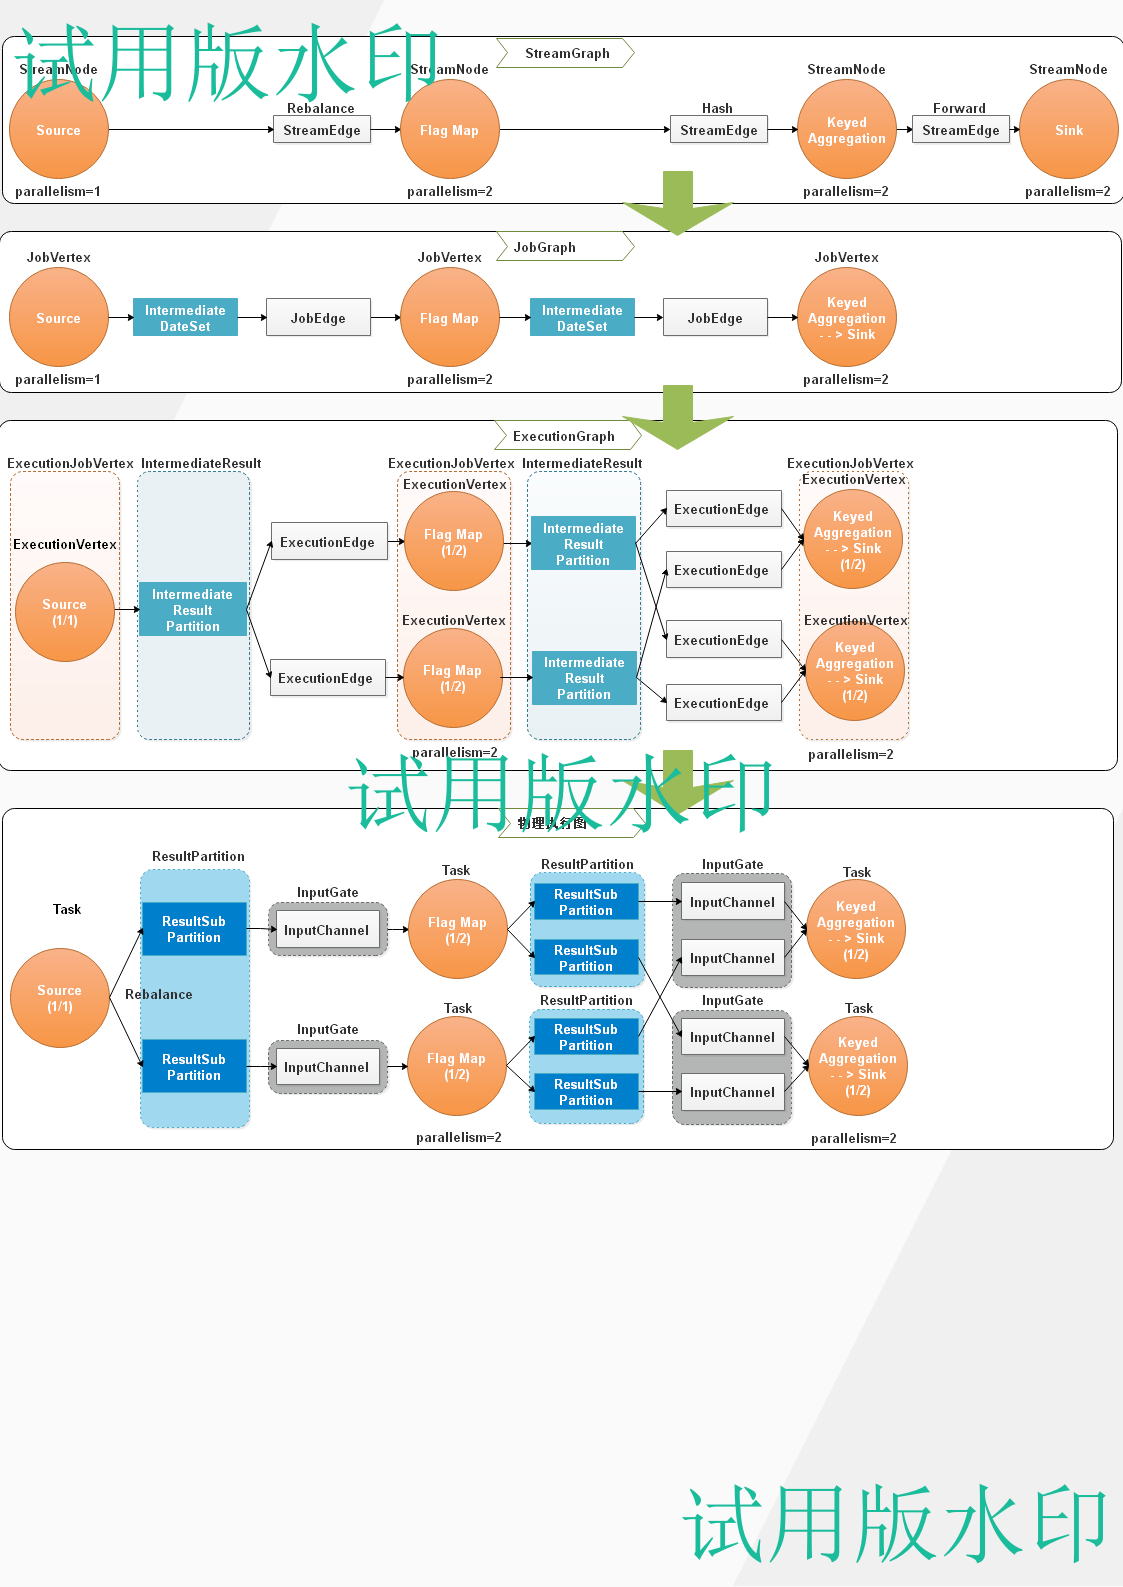 试用版水印
StreamGraph
StreamNode
StreamNode
StreamNode
StreamNode
Rebalance
Hash
Forward
Source
StreamEdge
Flag Map
StreamEdge
Keyed
Aggregation
StreamEdge
Sink
parallelism=1
parallelism=2
parallelism=2
parallelism=2
JobGraph
JobVertex
JobVertex
JobVertex
Source
Intermediate
DateSet
JobEdge
Flag Map
Intermediate
DateSet
JobEdge
Keyed
Aggregation
- - > Sink
parallelism=1
parallelism=2
parallelism=2
ExecutionGraph
ExecutionJobVertex
IntermediateResult
ExecutionJobVertex
IntermediateResult
ExecutionJobVertex
ExecutionVertex
ExecutionVertex
ExecutionVertex
Source
(1/1)
Intermediate
Result
Partition
ExecutionEdge
ExecutionEdge
Flag Map
(1/2)
ExecutionVertex
Flag Map
(1/2)
Intermediate
Result
Partition
Intermediate
Result
Partition
ExecutionEdge
ExecutionEdge
ExecutionEdge
ExecutionEdge
Keyed
Aggregation
- - > Sink
(1/2)
ExecutionVertex
Keyed
Aggregation
- - > Sink
(1/2)
parallelism=2
parallelism=2
试用版水印
物理执行图
Task
Source
(1/1)
Rebalance
ResultPartition
ResultSub
Partition
ResultSub
Partition
InputGate
InputChannel
InputGate
InputChannel
Task
Flag Map
(1/2)
Task
Flag Map
(1/2)
ResultPartition
ResultSub
Partition
ResultSub
Partition
ResultPartition
ResultSub
Partition
ResultSub
Partition
InputGate
InputChannel
InputChannel
InputGate
InputChannel
InputChannel
Task
Keyed
Aggregation
- - > Sink
(1/2)
Task
Keyed
Aggregation
- - > Sink
(1/2)
parallelism=2
parallelism=2
试用版水印